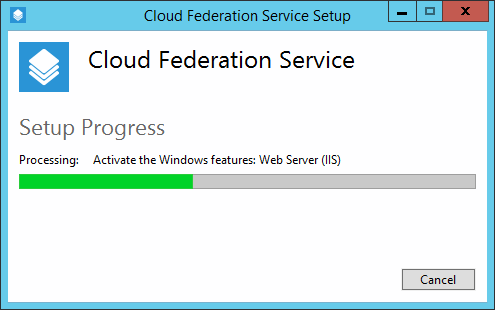 Cloud Federation Service Setup
Cloud Federation Service
Setup Progress
Processing: Activate the Windows features: Web Server (IIS)
Cancel